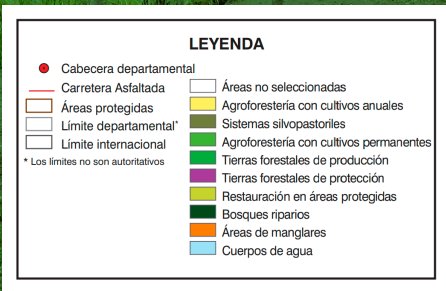 LEYENDA
Cabecera departamental
Carretera Asfaltada
Áreas protegidas
Límite departamental*
Límite internacional
* Los límites no son autoritativos
Áreas no seleccionadas
Agroforestería con cultivos anuales
Sistemas silvopastoriles
Agroforestería con cultivos permanentes
Tierras forestales de producción
Tierras forestales de protección
Restauración en áreas protegidas
Bosques riparios
Áreas de manglares
Cuerpos de agua